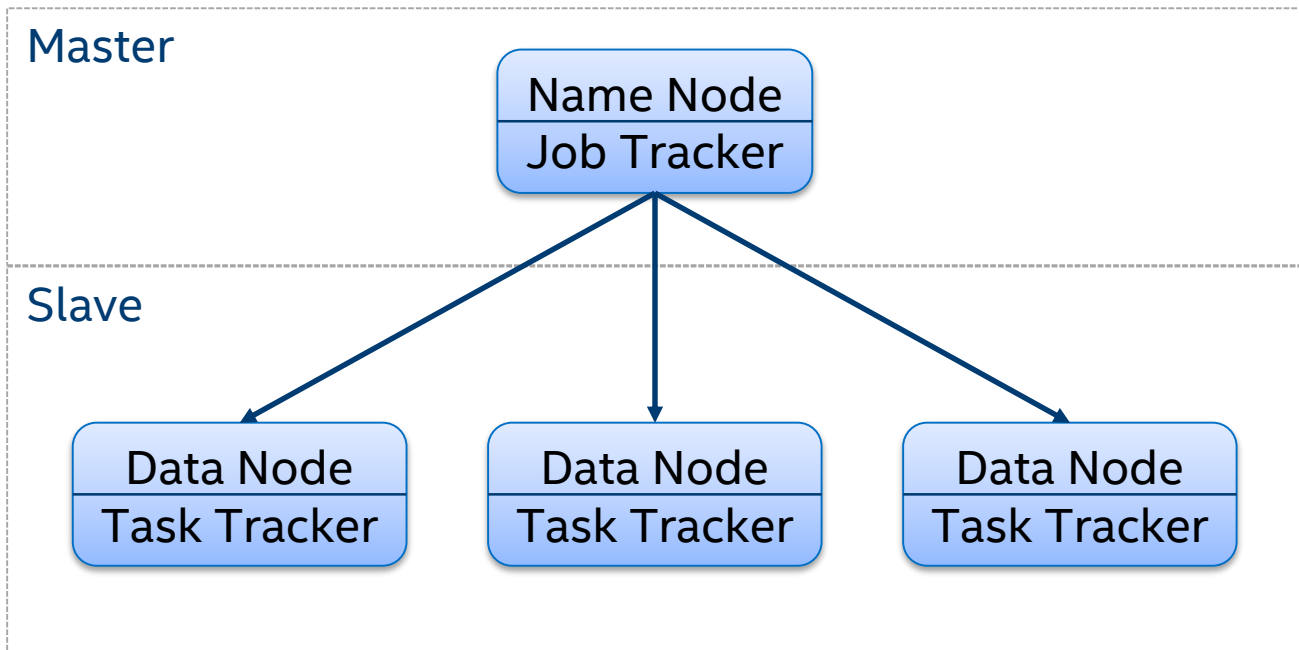 Master
Name Node
Job Tracker
Slave
Data Node
Task Tracker
Data Node
Task Tracker
Data Node
Task Tracker